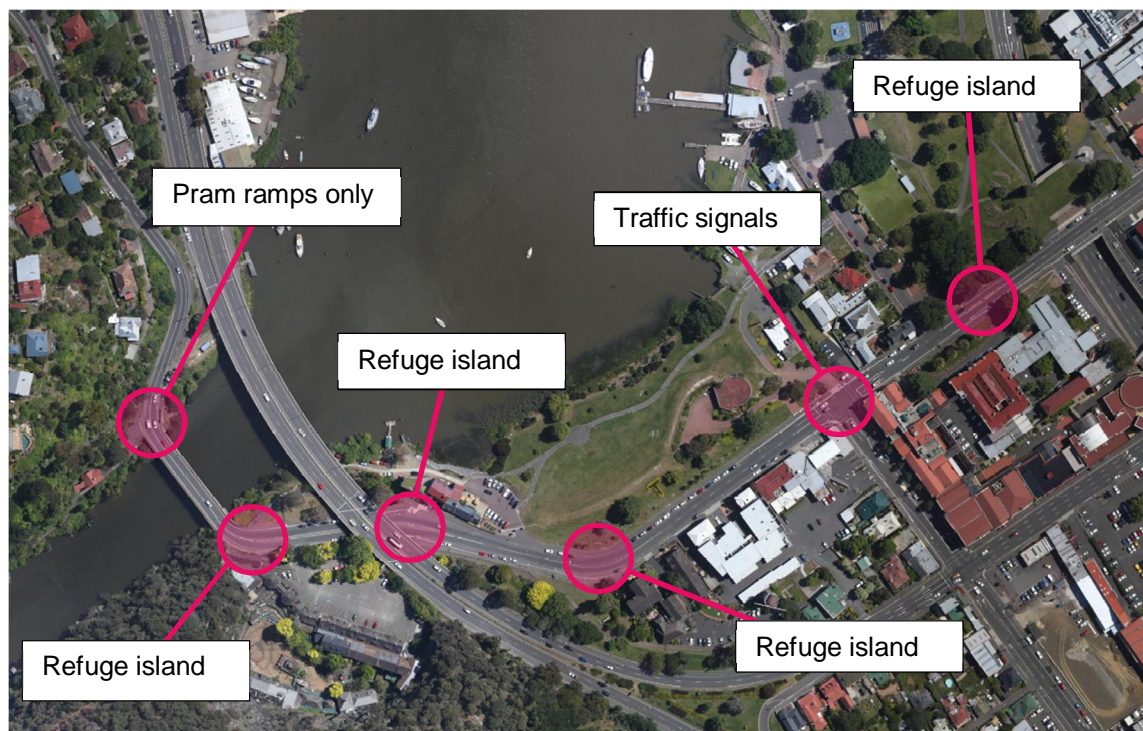 Refuge island
Pram ramps only
Traffic signals
Refuge island
Refuge island
Refuge island